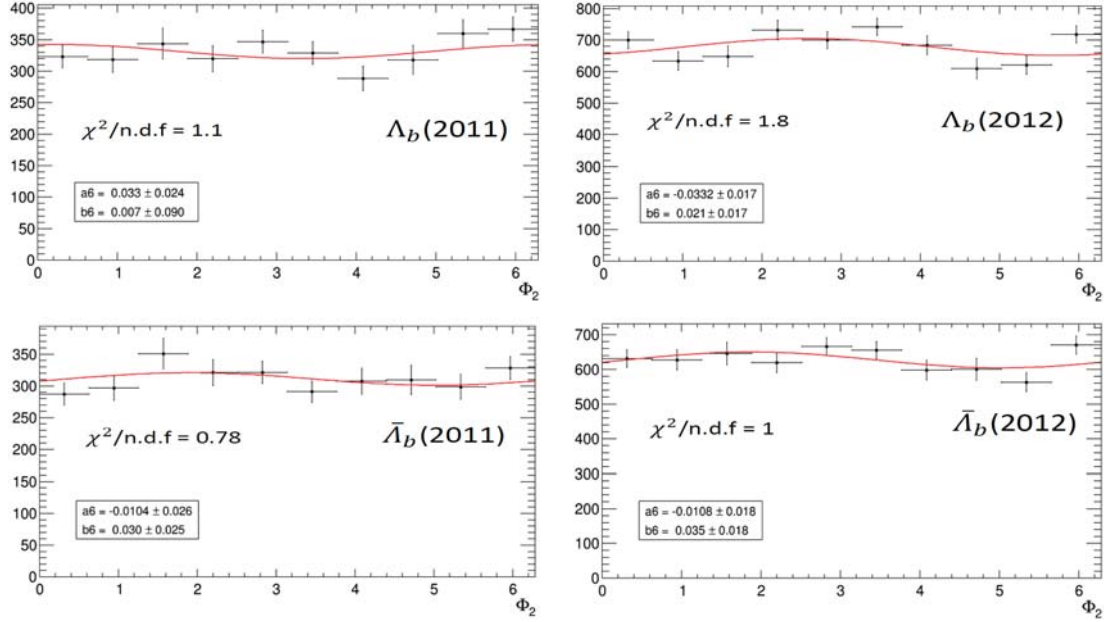 400
350
300
250
200
150
100
50
0
χ²/n.d.f = 1.1
Λb(2011)
a6 = 0.033 ± 0.024
b6 = 0.007 ± 0.090
0 1 2 3 4 5 6
Φ2
800
700
600
500
400
300
200
100
0
χ²/n.d.f = 1.8
Λb(2012)
a6 = -0.0332 ± 0.017
b6 = 0.021 ± 0.017
0 1 2 3 4 5 6
Φ2
350
300
250
200
150
100
50
0
χ²/n.d.f = 0.78
Λ̄b(2011)
a6 = -0.0104 ± 0.026
b6 = 0.030 ± 0.025
0 1 2 3 4 5 6
Φ2
700
600
500
400
300
200
100
0
χ²/n.d.f = 1
Λ̄b(2012)
a6 = -0.0108 ± 0.018
b6 = 0.035 ± 0.018
0 1 2 3 4 5 6
Φ2